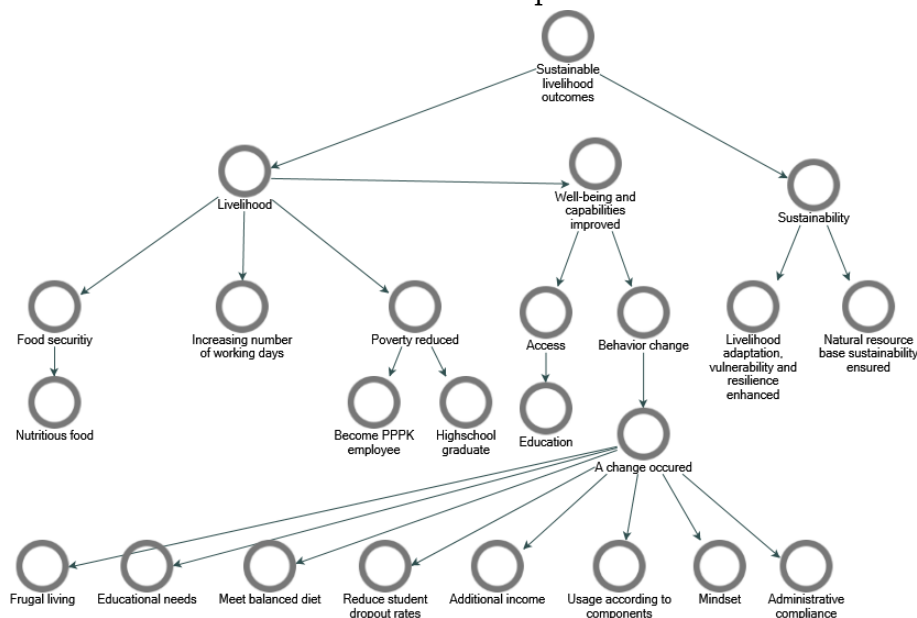 Sustainable
livelihood
outcomes
Livelihood
Well-being and
capabilities
improved
Sustainability
Food securitiy
Increasing number
of working days
Poverty reduced
Access
Behavior change
Livelihood
adaptation,
vulnerability and
resilience
enhanced
Natural resource
base sustainability
ensured
Nutritious food
Become PPPK
employee
Highschool
graduate
Education
A change occured
Frugal living
Educational needs
Meet balanced diet
Reduce student
dropout rates
Additional income
Usage according to
components
Mindset
Administrative
compliance